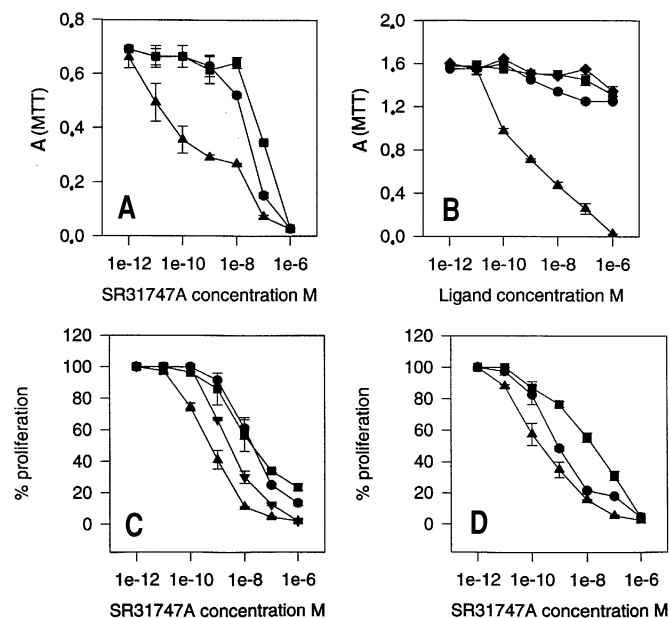 0.8
0.6
0.4
0.2
0.0
A (MTT)
A
1e-12 1e-10 1e-8 1e-6
SR31747A concentration M
2.0
1.6
1.2
0.8
0.4
0.0
A (MTT)
B
1e-12 1e-10 1e-8 1e-6
Ligand concentration M
120
100
80
60
40
20
0
% proliferation
C
1e-12 1e-10 1e-8 1e-6
SR31747A concentration M
120
100
80
60
40
20
0
% proliferation
D
1e-12 1e-10 1e-8 1e-6
SR31747A concentration M